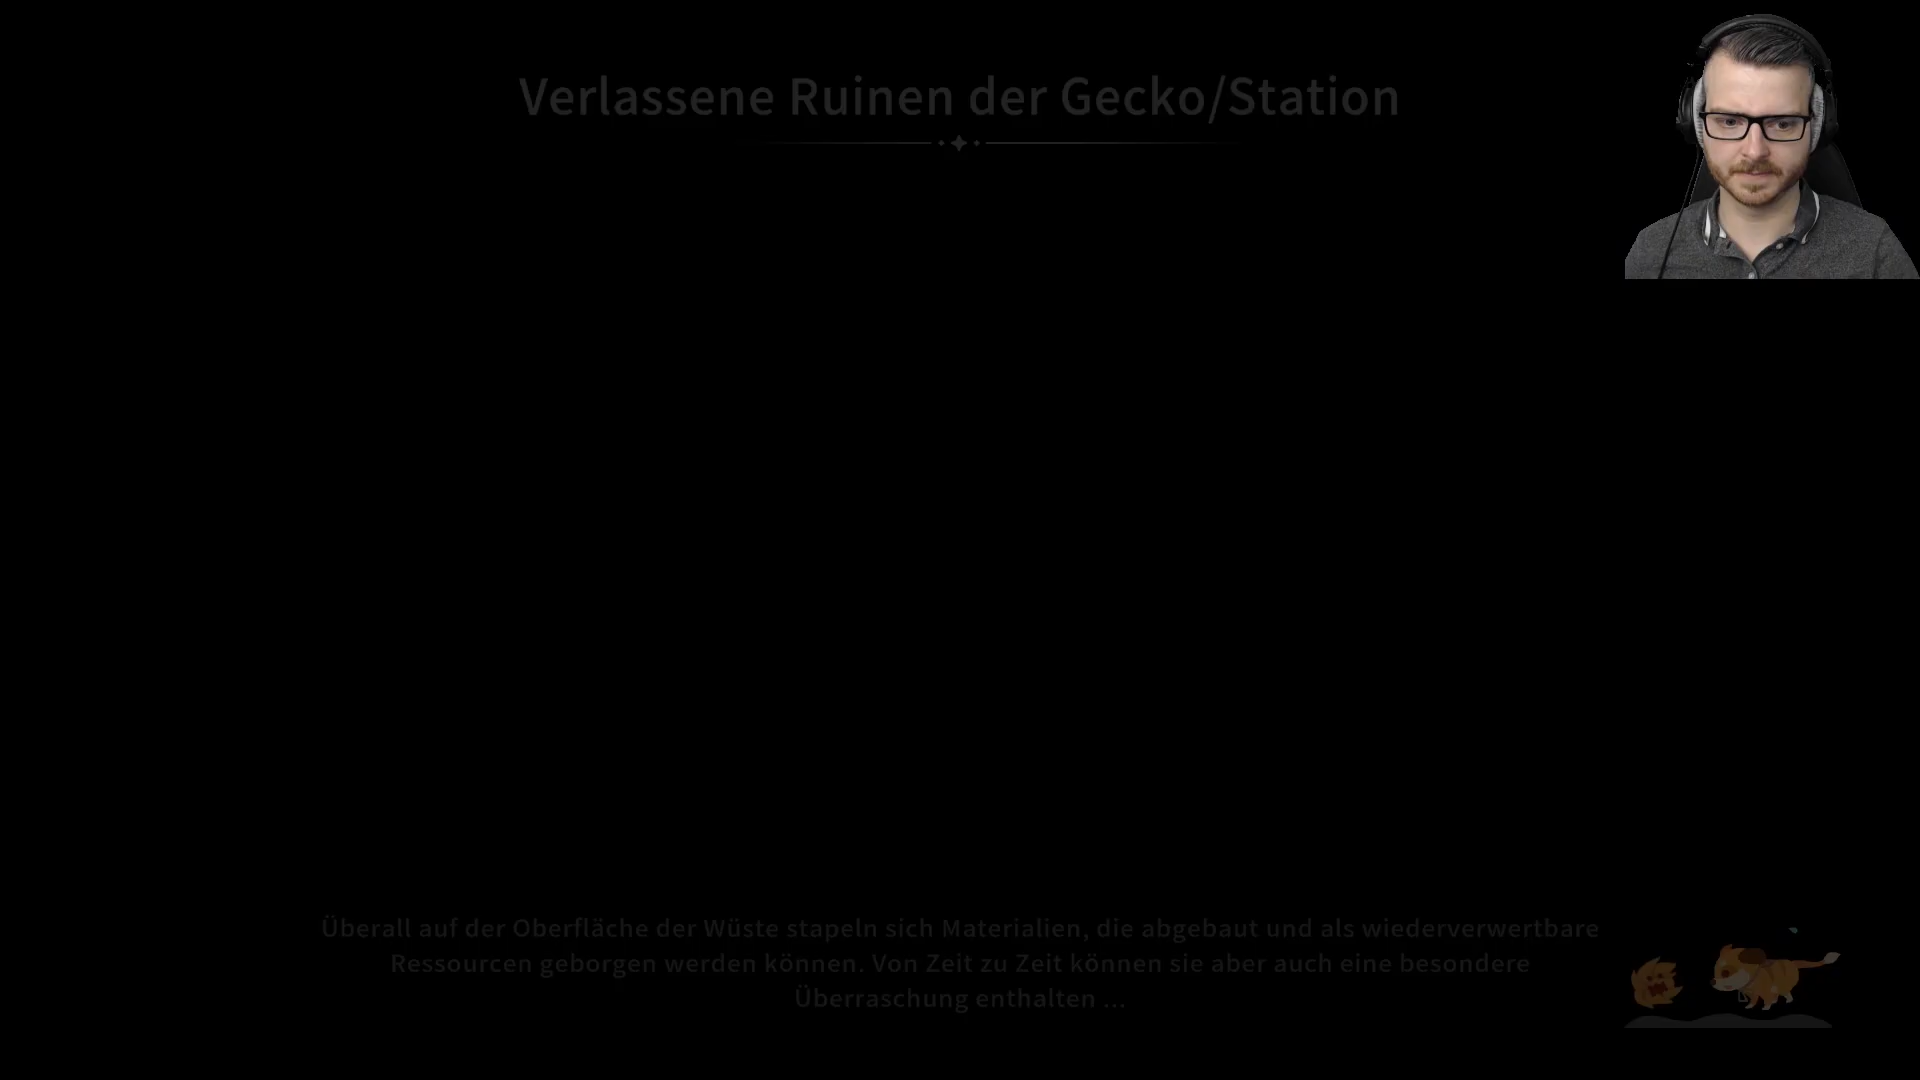 Verlassene Ruinen der Gecko/Station
Überall auf der Oberfläche der Wüste stapeln sich Materialien, die abgebaut und als wiederverwertbare
Ressourcen geborgen werden können. Von Zeit zu Zeit können sie aber auch eine besondere
Überraschung enthalten ...